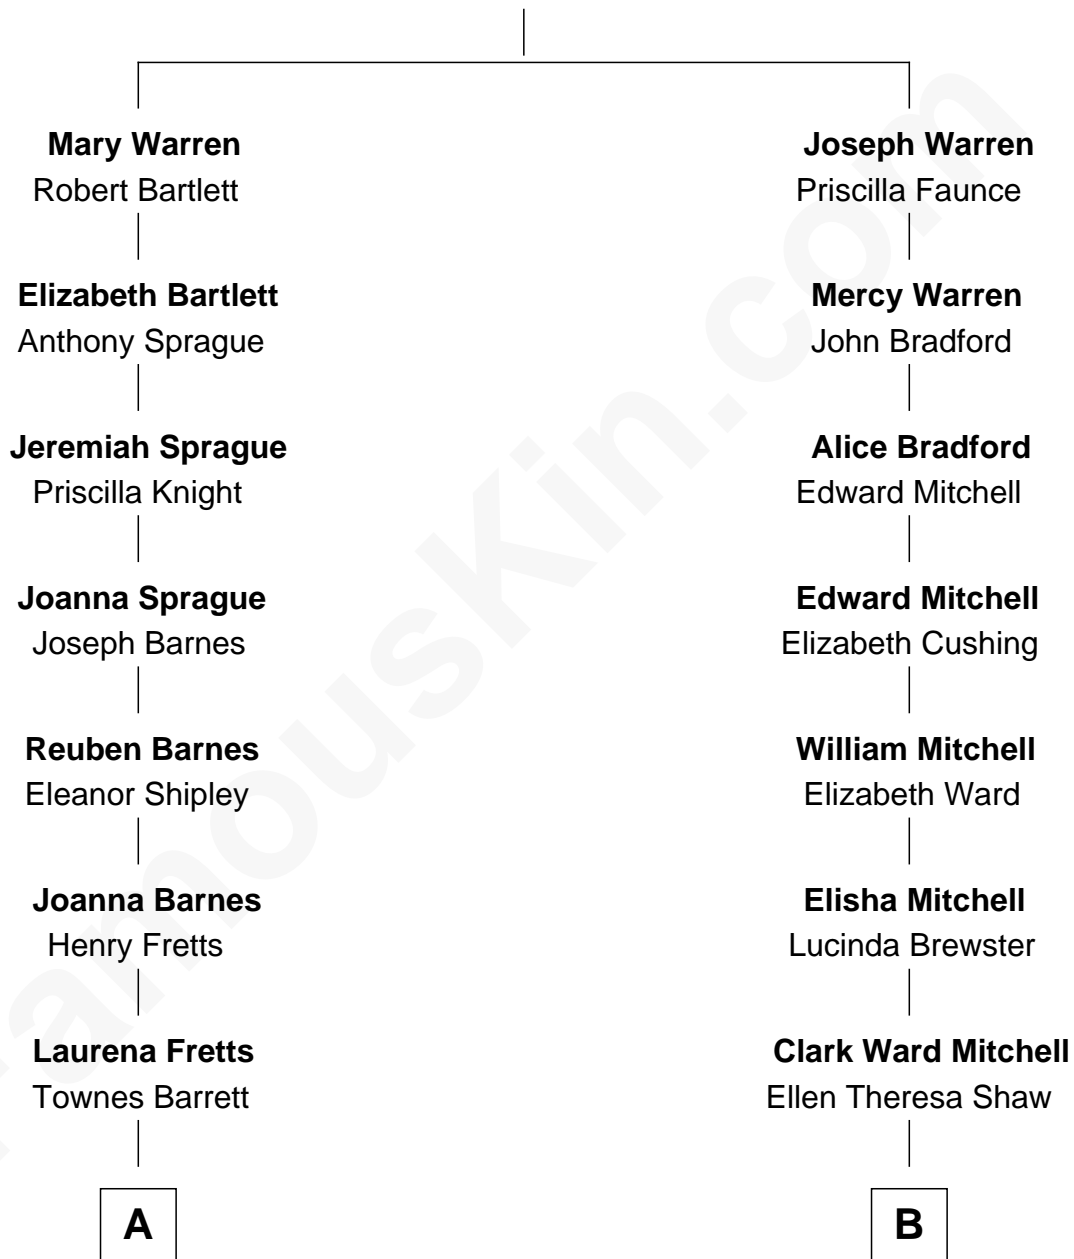 Mary Warren
Robert Bartlett
Joseph Warren
Priscilla Faunce
Elizabeth Bartlett
Anthony Sprague
Mercy Warren
John Bradford
Jeremiah Sprague
Priscilla Knight
Alice Bradford
Edward Mitchell
Joanna Sprague
Joseph Barnes
Edward Mitchell
Elizabeth Cushing
Reuben Barnes
Eleanor Shipley
William Mitchell
Elizabeth Ward
Joanna Barnes
Henry Fretts
Elisha Mitchell
Lucinda Brewster
Laurena Fretts
Townes Barrett
Clark Ward Mitchell
Ellen Theresa Shaw
A
B
FamousKin.com